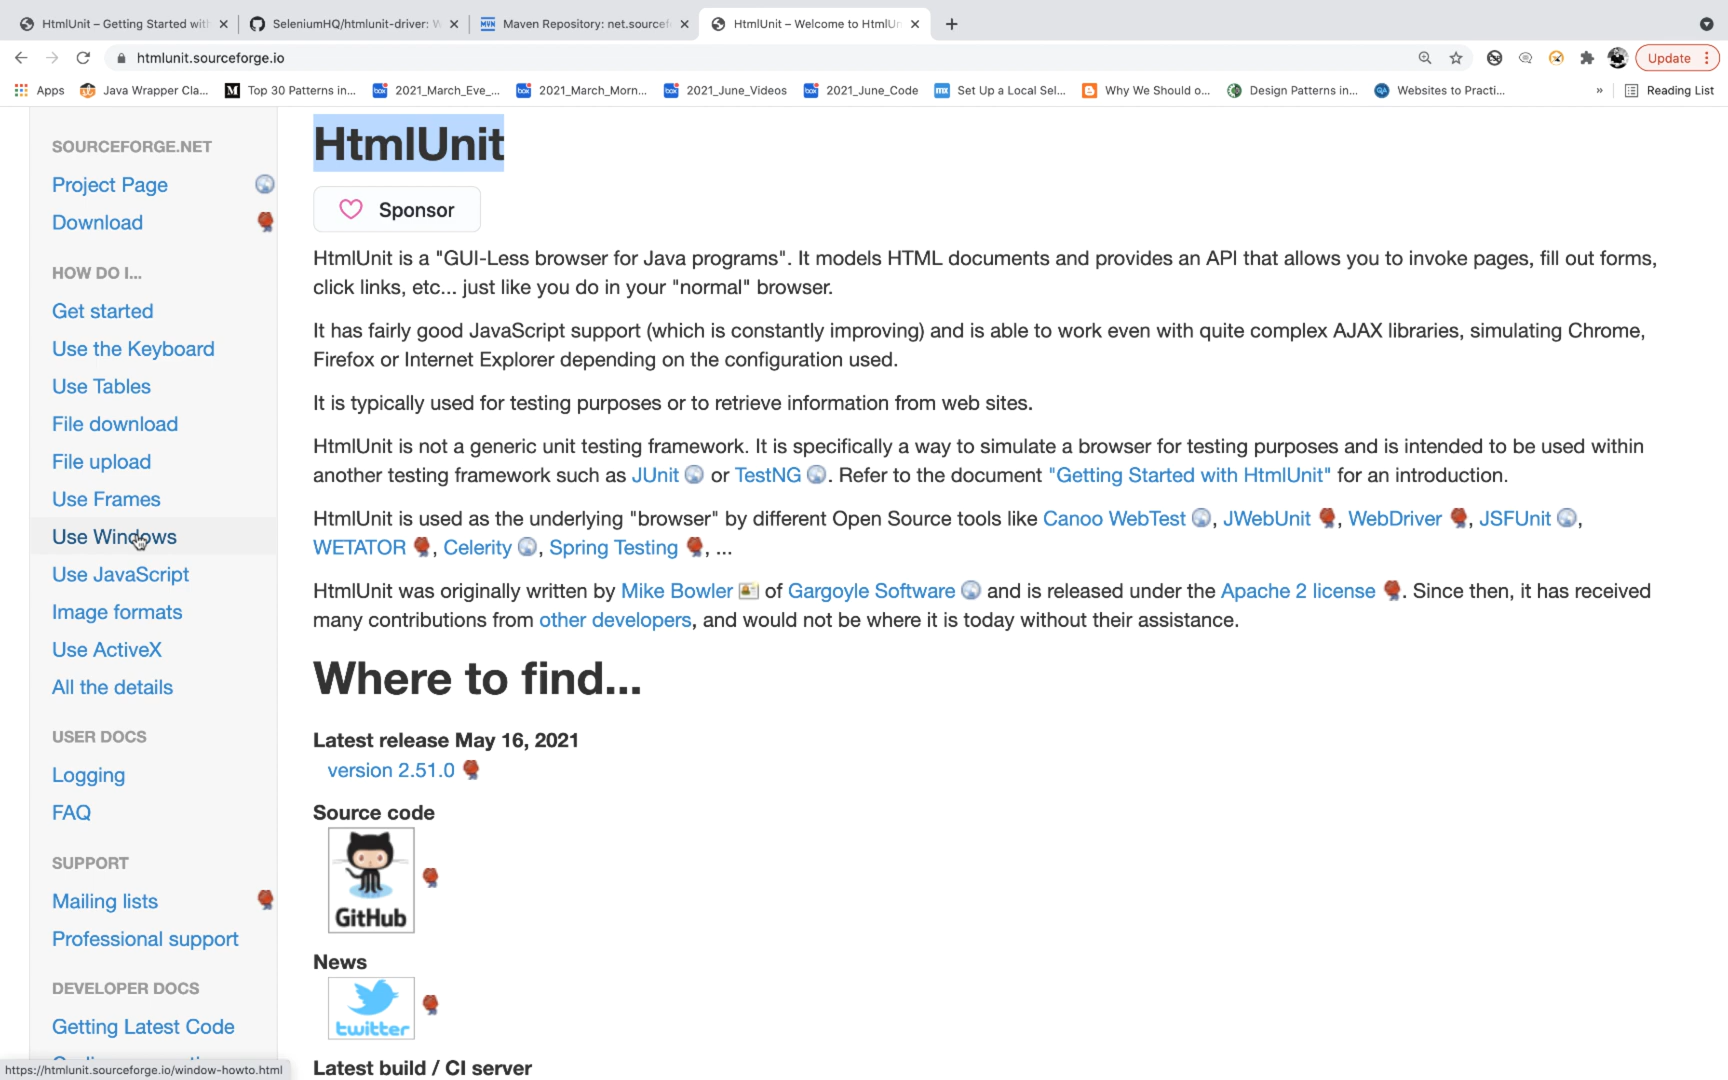 HtmlUnit – Getting Started with
SeleniumHQ/htmlunit-driver: W
Maven Repository: net.sourcef
HtmlUnit – Welcome to HtmlUn
htmlunit.sourceforge.io
Update
Apps
Java Wrapper Cla...
Top 30 Patterns in...
2021_March_Eve_...
2021_March_Morn...
2021_June_Videos
2021_June_Code
Set Up a Local Sel...
Why We Should o...
Design Patterns in...
Websites to Practi...
»
Reading List
SOURCEFORGE.NET
Project Page
Download
HOW DO I...
Get started
Use the Keyboard
Use Tables
File download
File upload
Use Frames
Use Windows
Use JavaScript
Image formats
Use ActiveX
All the details
USER DOCS
Logging
FAQ
SUPPORT
Mailing lists
Professional support
DEVELOPER DOCS
Getting Latest Code
https://htmlunit.sourceforge.io/window-howto.html
HtmlUnit
Sponsor
HtmlUnit is a "GUI-Less browser for Java programs". It models HTML documents and provides an API that allows you to invoke pages, fill out forms,
click links, etc... just like you do in your "normal" browser.
It has fairly good JavaScript support (which is constantly improving) and is able to work even with quite complex AJAX libraries, simulating Chrome,
Firefox or Internet Explorer depending on the configuration used.
It is typically used for testing purposes or to retrieve information from web sites.
HtmlUnit is not a generic unit testing framework. It is specifically a way to simulate a browser for testing purposes and is intended to be used within
another testing framework such as JUnit or TestNG. Refer to the document "Getting Started with HtmlUnit" for an introduction.
HtmlUnit is used as the underlying "browser" by different Open Source tools like Canoo WebTest, JWebUnit, WebDriver, JSFUnit,
WETATOR, Celerity, Spring Testing, ...
HtmlUnit was originally written by Mike Bowler of Gargoyle Software and is released under the Apache 2 license. Since then, it has received
many contributions from other developers, and would not be where it is today without their assistance.
Where to find...
Latest release May 16, 2021
version 2.51.0
Source code
GitHub
News
twitter
Latest build / CI server